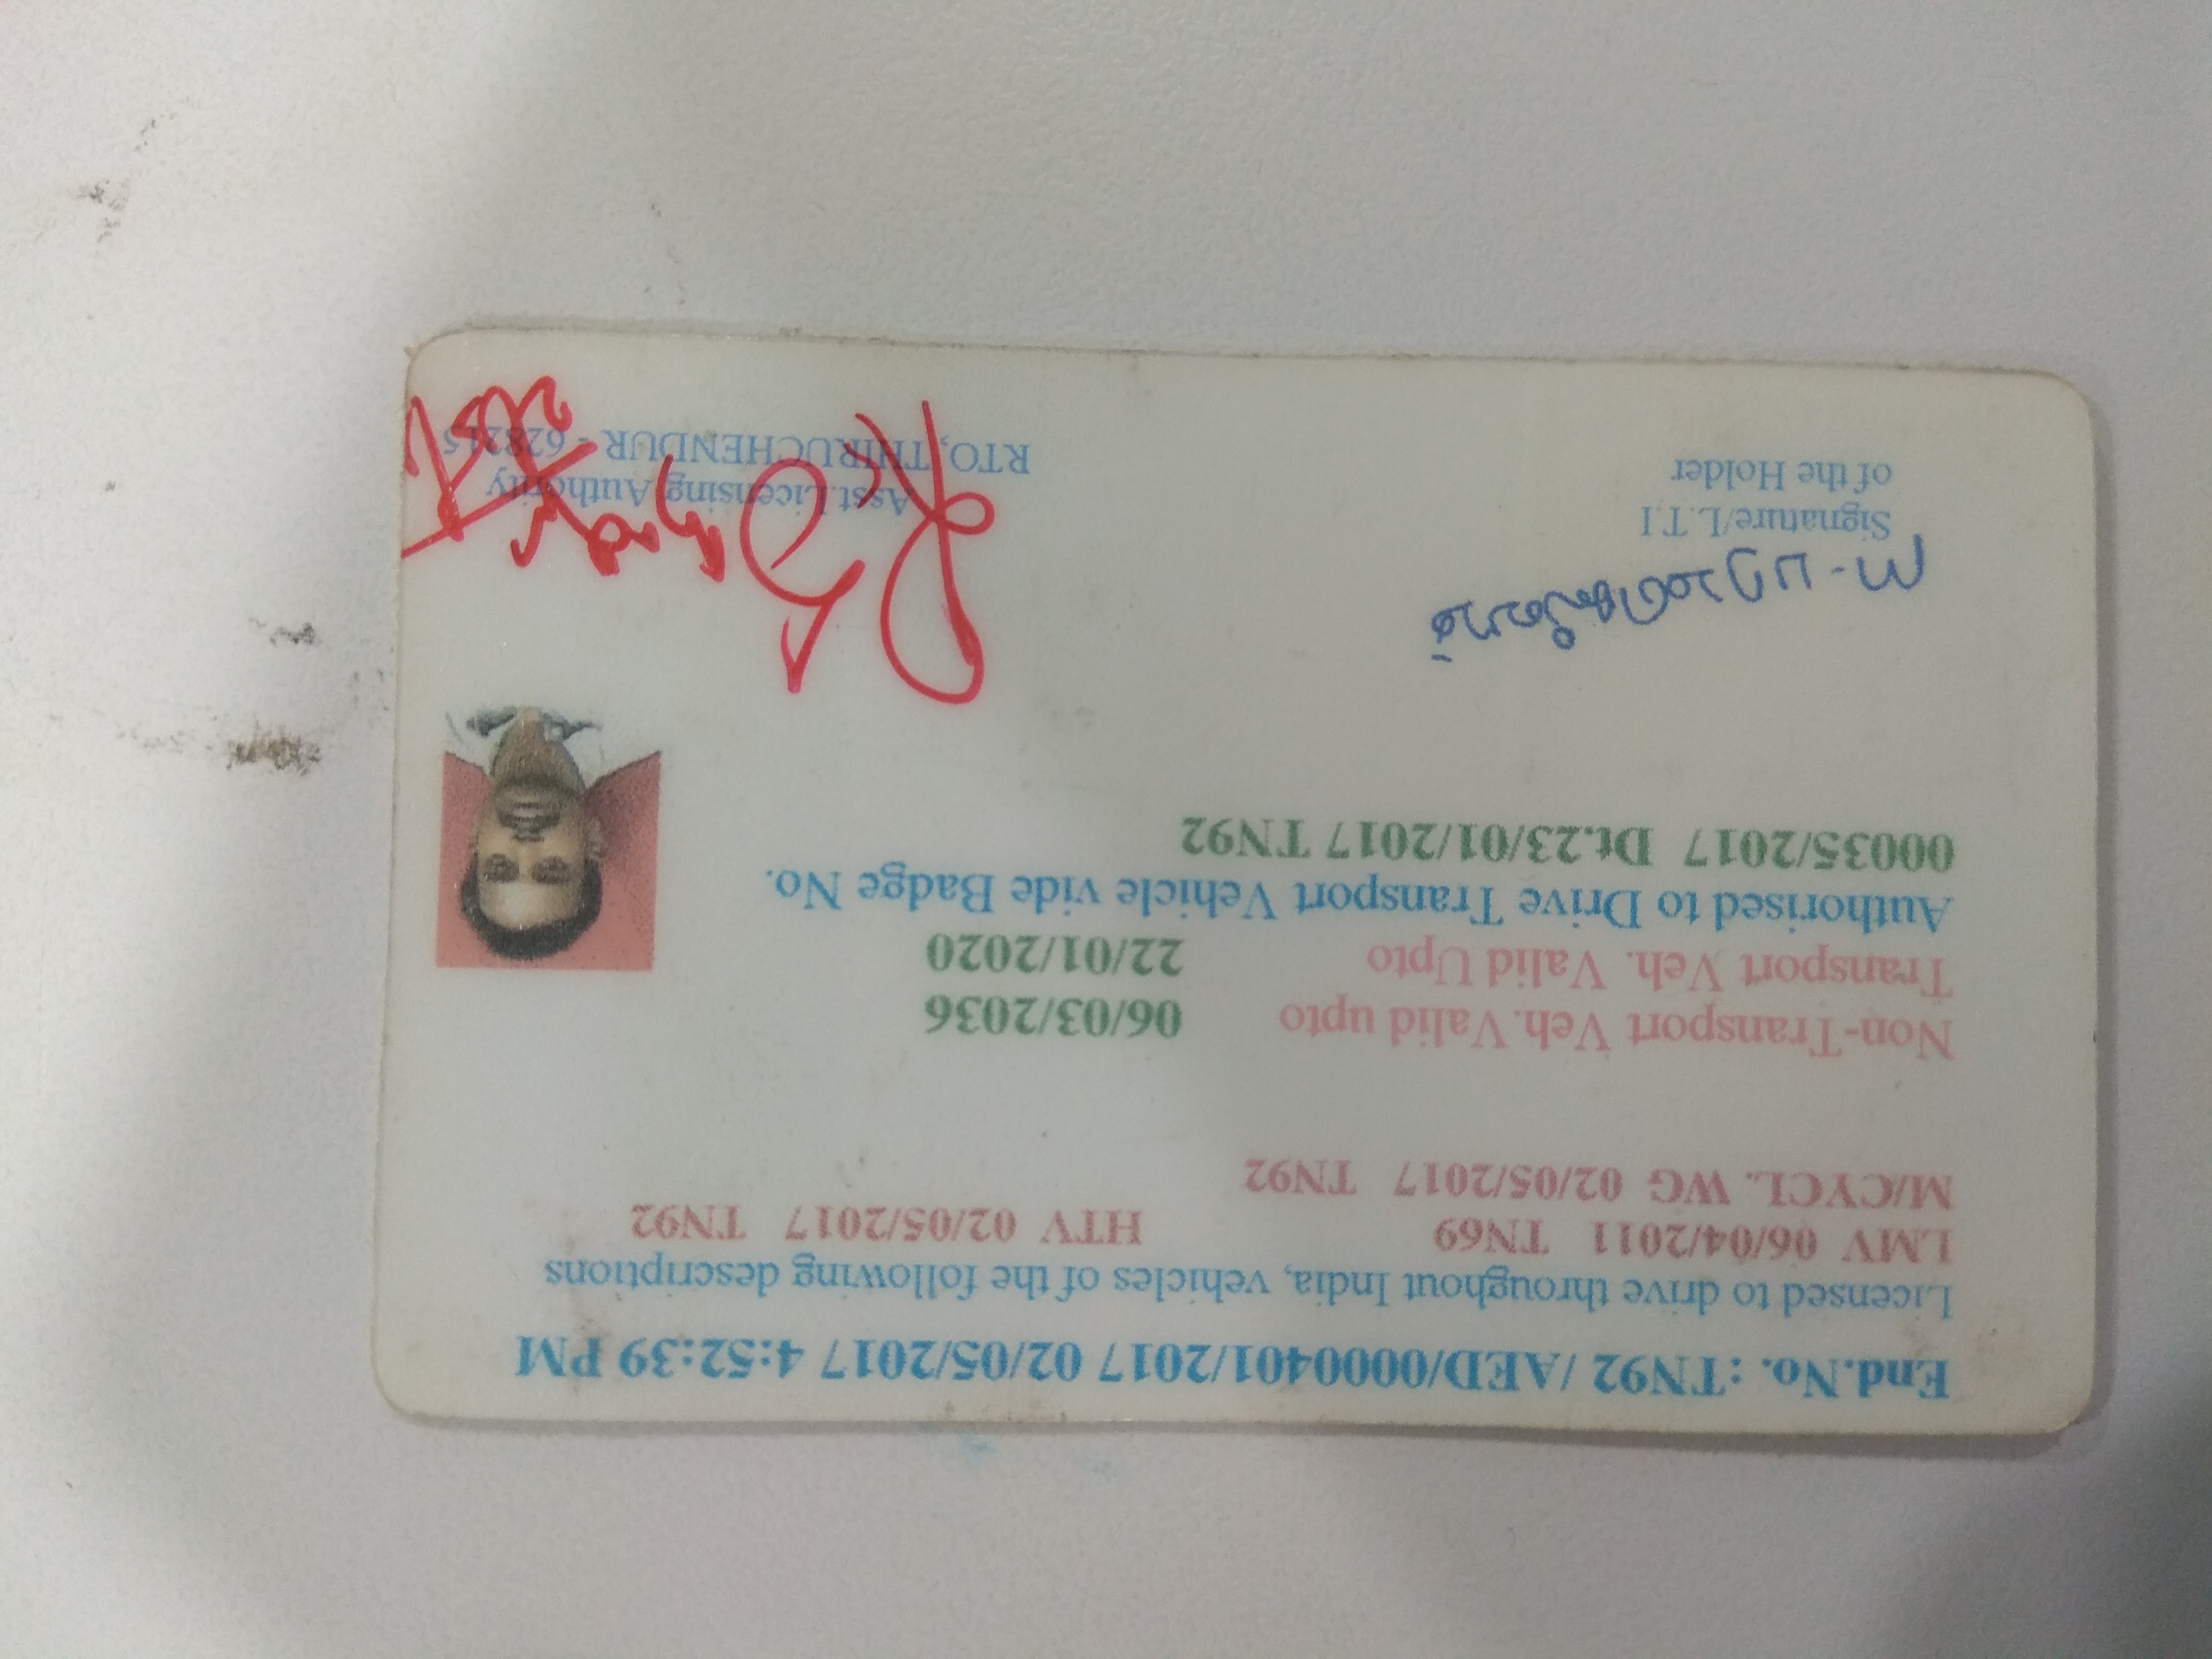 End.No. :TN92 /AED/0000401/2017 02/05/2017 4:52:39 PM
Licensed to drive throughout India, vehicles of the following descriptions
LMV 06/04/2011 TN69 HTV 02/05/2017 TN92
M/CYCL. WG 02/05/2017 TN92
Non-Transport Veh.Valid upto 06/03/2036
Transport Veh. Valid Upto 22/01/2020
Authorised to Drive Transport Vehicle vide Badge No.
00035/2017 Dt.23/01/2017 TN92
Signature/L.T.I
of the Holder
Asst.Licensing Authority
RTO, THIRUCHENDUR - 628215